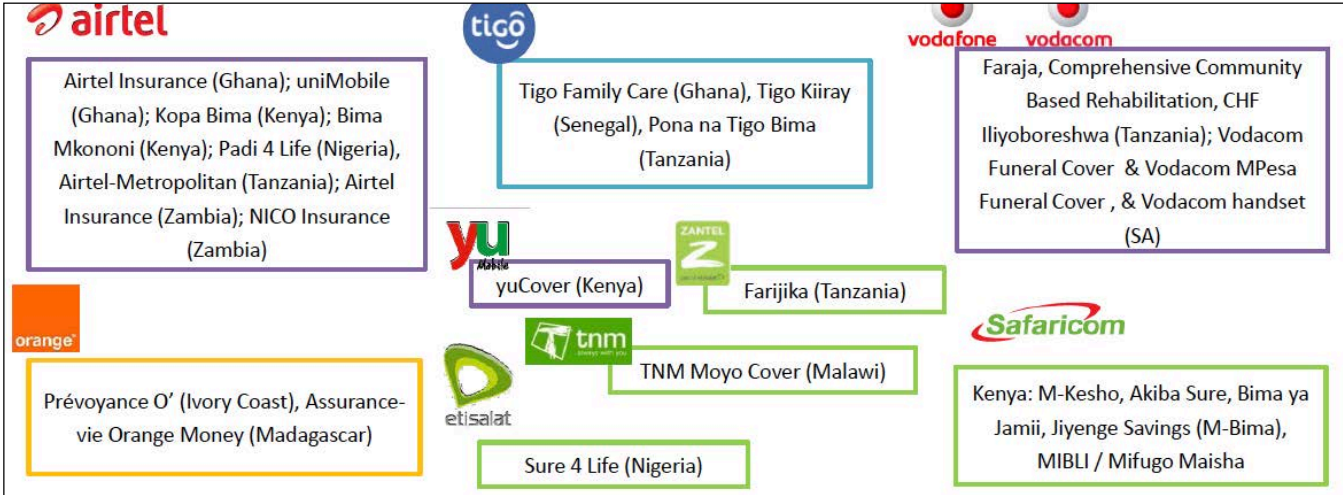 airtel
Airtel Insurance (Ghana); uniMobile
(Ghana); Kopa Bima (Kenya); Bima
Mkononi (Kenya); Padi 4 Life (Nigeria),
Airtel-Metropolitan (Tanzania); Airtel
Insurance (Zambia); NICO Insurance
(Zambia)
tiGô
Tigo Family Care (Ghana), Tigo Kiiray
(Senegal), Pona na Tigo Bima
(Tanzania)
vodafone vodacom
Faraja, Comprehensive Community
Based Rehabilitation, CHF
Iliyoboreshwa (Tanzania); Vodacom
Funeral Cover & Vodacom MPesa
Funeral Cover , & Vodacom handset
(SA)
yu
Mobile
yuCover (Kenya)
ZANTEL
Z
Farijika (Tanzania)
orange
Prévoyance O’ (Ivory Coast), Assurance-
vie Orange Money (Madagascar)
tnm
always with you
TNM Moyo Cover (Malawi)
etisalat
Sure 4 Life (Nigeria)
Safaricom
Kenya: M-Kesho, Akiba Sure, Bima ya
Jamii, Jiyenge Savings (M-Bima),
MIBLI / Mifugo Maisha